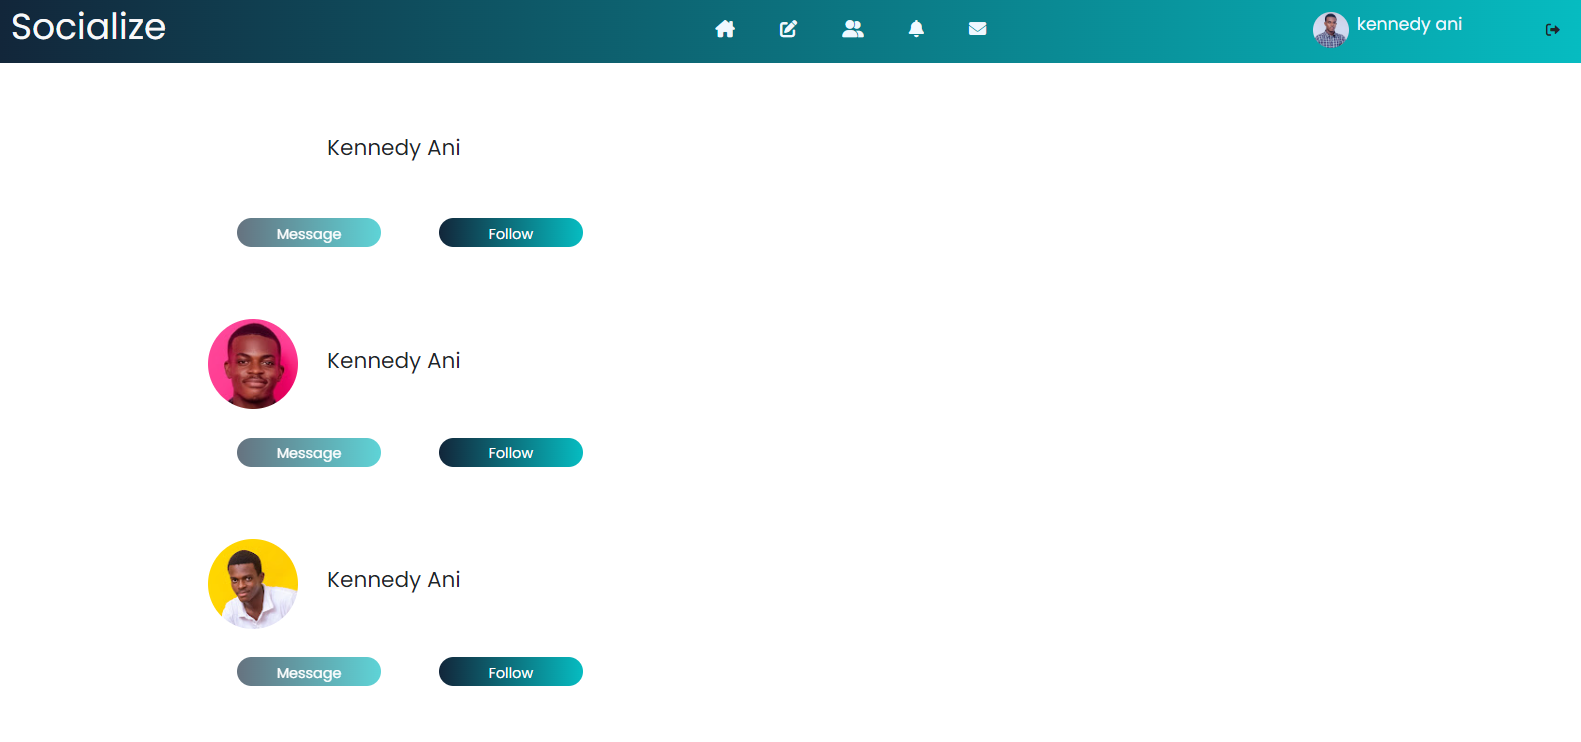 Socialize
kennedy ani
Kennedy Ani
Message
Follow
Kennedy Ani
Message
Follow
Kennedy Ani
Message
Follow